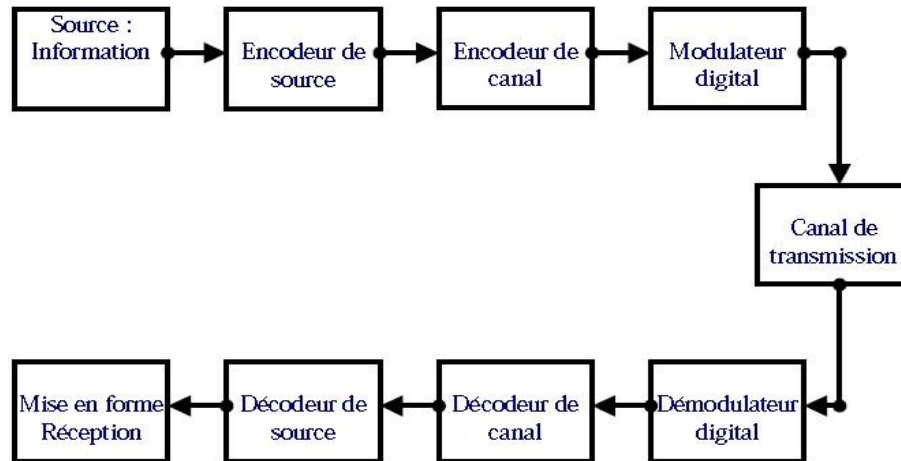 Source :
Information
Encodeur de
source
Encodeur de
canal
Modulateur
digital
Canal de
transmission
Mise en forme
Réception
Décodeur de
source
Décodeur de
canal
Démodulateur
digital